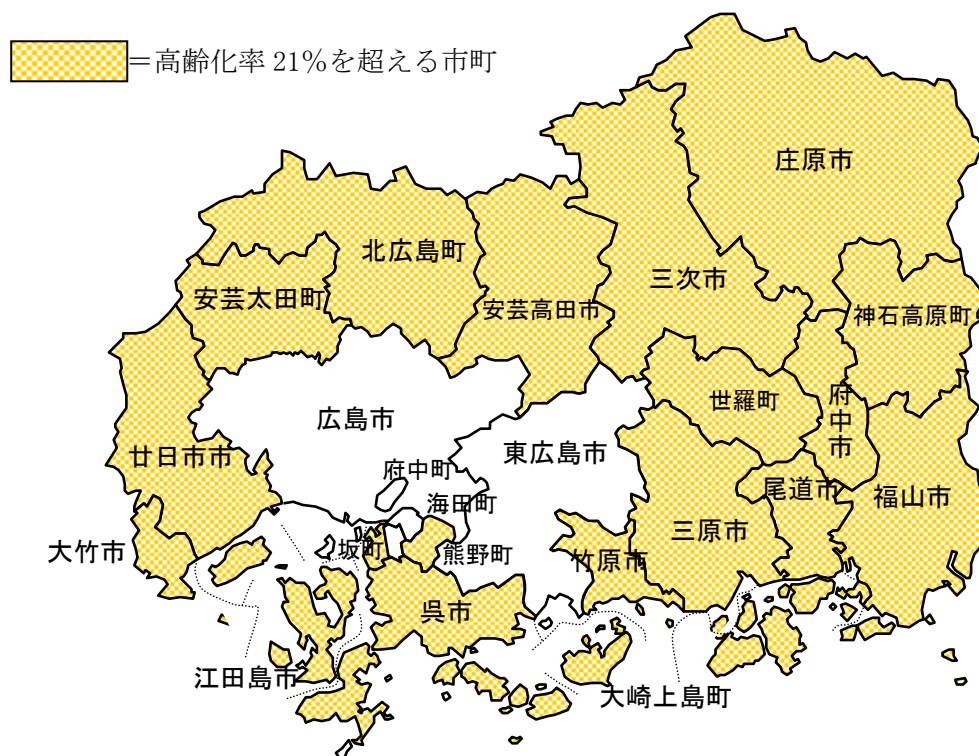 =高齢化率 21%を超える市町
庄原市
北広島町
三次市
安芸太田町
安芸高田市
神石高原町
世羅町
府中市
広島市
東広島市
廿日市市
府中町
尾道市
福山市
海田町
三原市
大竹市
坂町
熊野町
竹原市
呉市
江田島市
大崎上島町